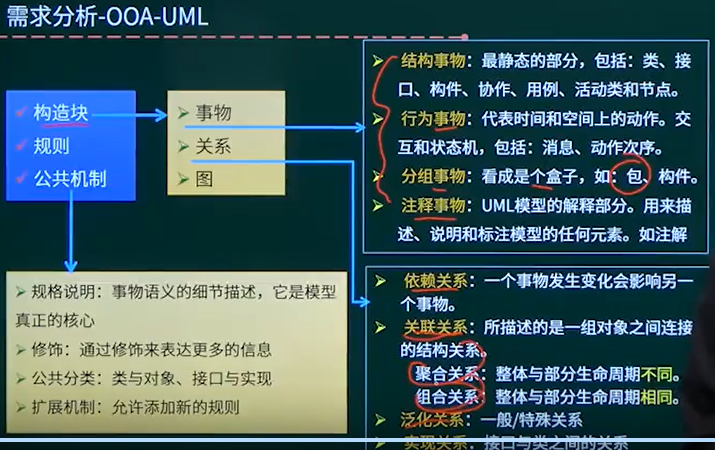 需求分析-OOA-UML
构造块
规则
公共机制
事物
关系
图
结构事物：最静态的部分，包括：类、接
口、构件、协作、用例、活动类和节点。
行为事物：代表时间和空间上的动作。交
互和状态机，包括：消息、动作次序。
分组事物：看成是个盒子，如：包、构件。
注释事物：UML模型的解释部分。用来描
述、说明和标注模型的任何元素。如注解
规格说明：事物语义的细节描述，它是模型
真正的核心
修饰：通过修饰来表达更多的信息
公共分类：类与对象、接口与实现
扩展机制：允许添加新的规则
依赖关系：一个事物发生变化会影响另一
个事物。
关联关系：所描述的是一组对象之间连接
的结构关系。
聚合关系：整体与部分生命周期不同。
组合关系：整体与部分生命周期相同。
泛化关系：一般/特殊关系
实现关系：接口与类之间的关系